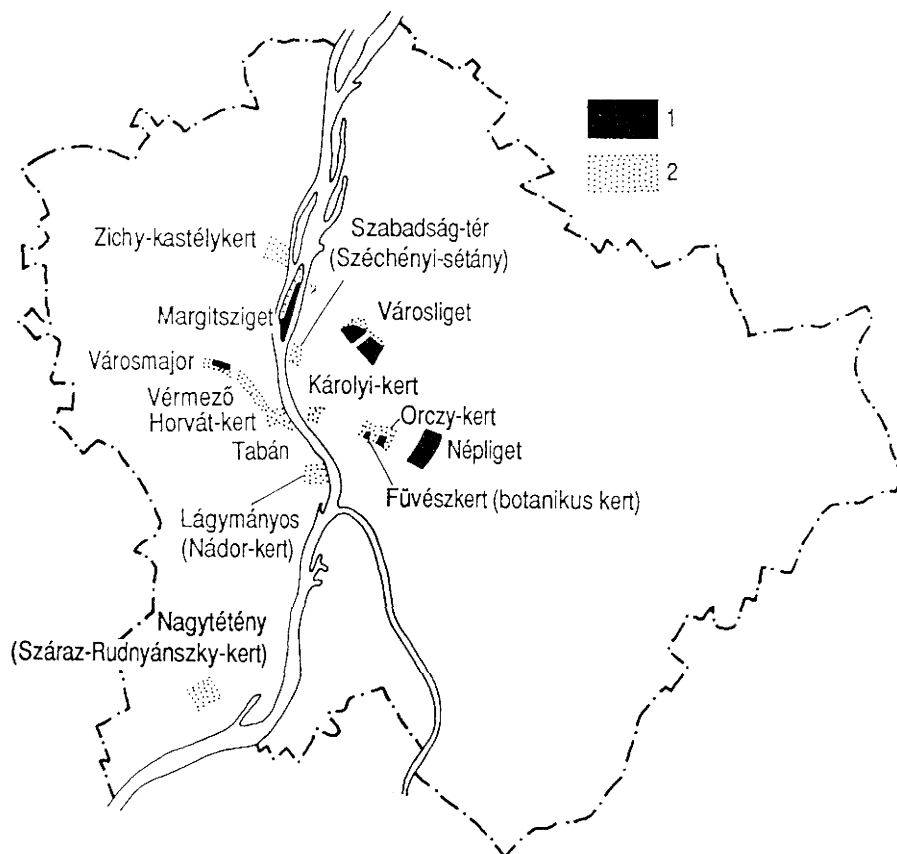 1
2
Zichy-kastélykert
Szabadság-tér
(Széchényi-sétány)
Margitsziget
Városliget
Városmajor
Károlyi-kert
Vérmező
Horvát-kert
Orczy-kert
Tabán
Népliget
Füvészkert (botanikus kert)
Lágymányos
(Nádor-kert)
Nagytétény
(Száraz-Rudnyánszky-kert)